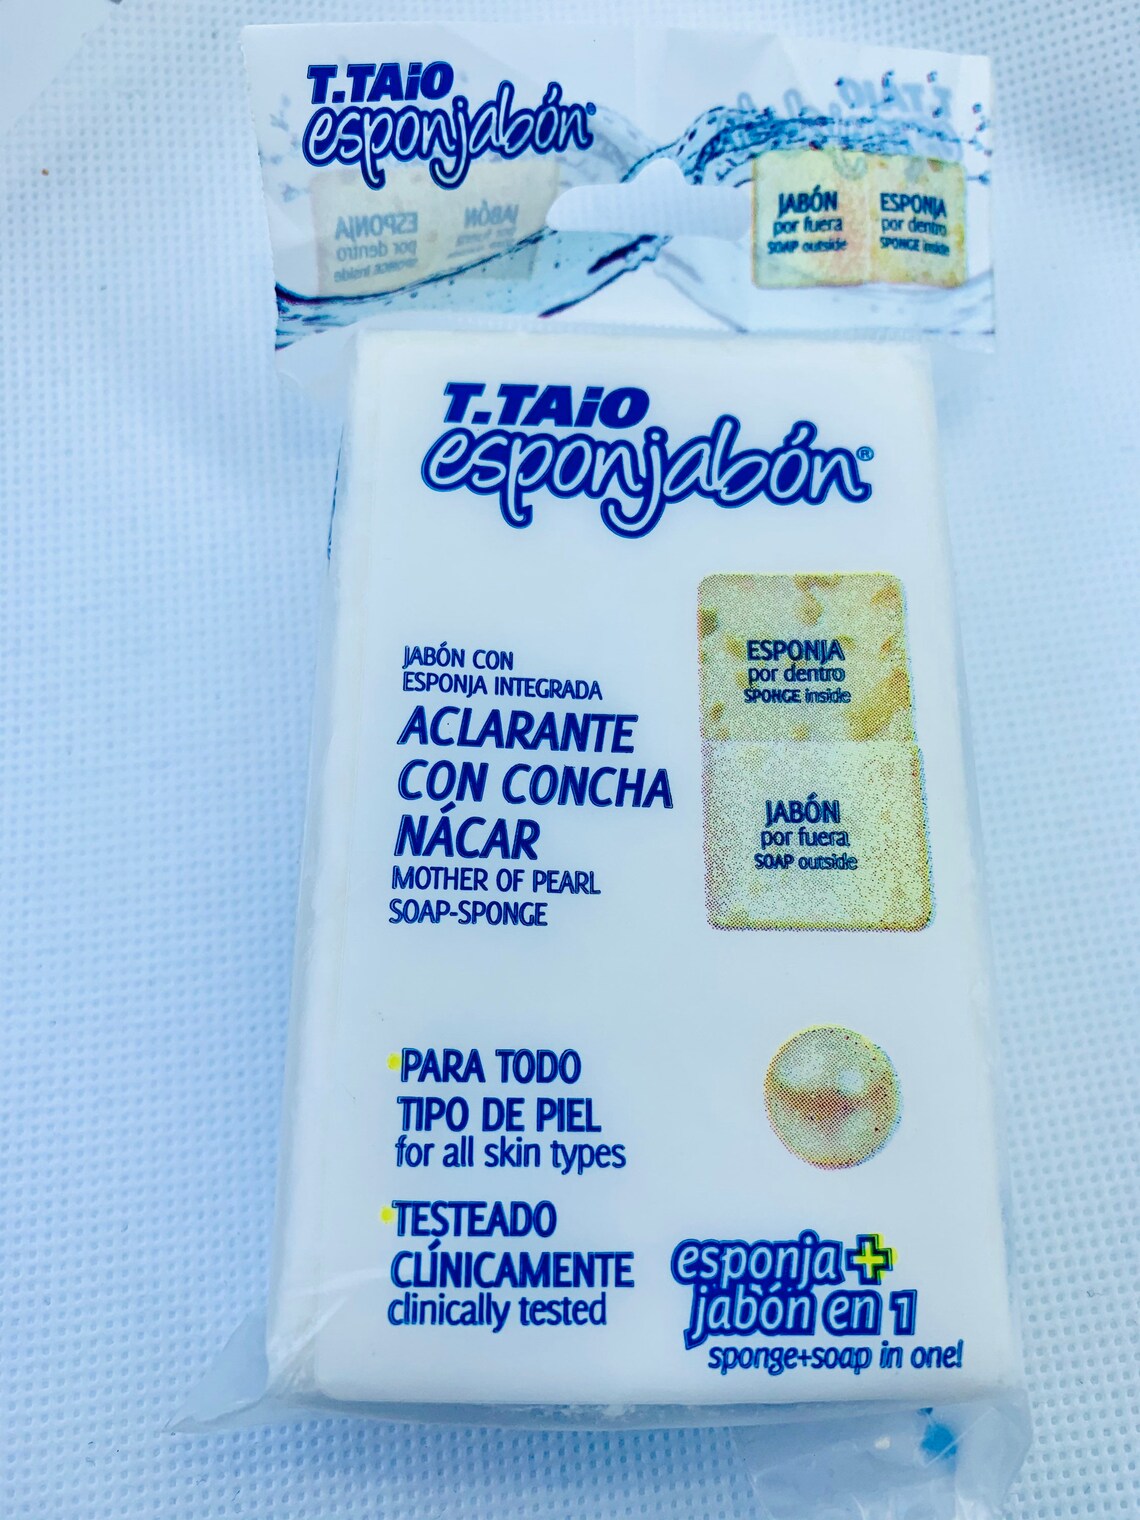 T.TAiO
esponjabón®
JABÓN
por fuera
SOAP outside
ESPONJA
por dentro
SPONGE inside
T.TAiO
esponjabón®
JABÓN CON
ESPONJA INTEGRADA
ACLARANTE
CON CONCHA
NÁCAR
MOTHER OF PEARL
SOAP-SPONGE
ESPONJA
por dentro
SPONGE inside
JABÓN
por fuera
SOAP outside
PARA TODO
TIPO DE PIEL
for all skin types
TESTEADO
CLÍNICAMENTE
clinically tested
esponja +
jabón en 1
sponge+soap in one!